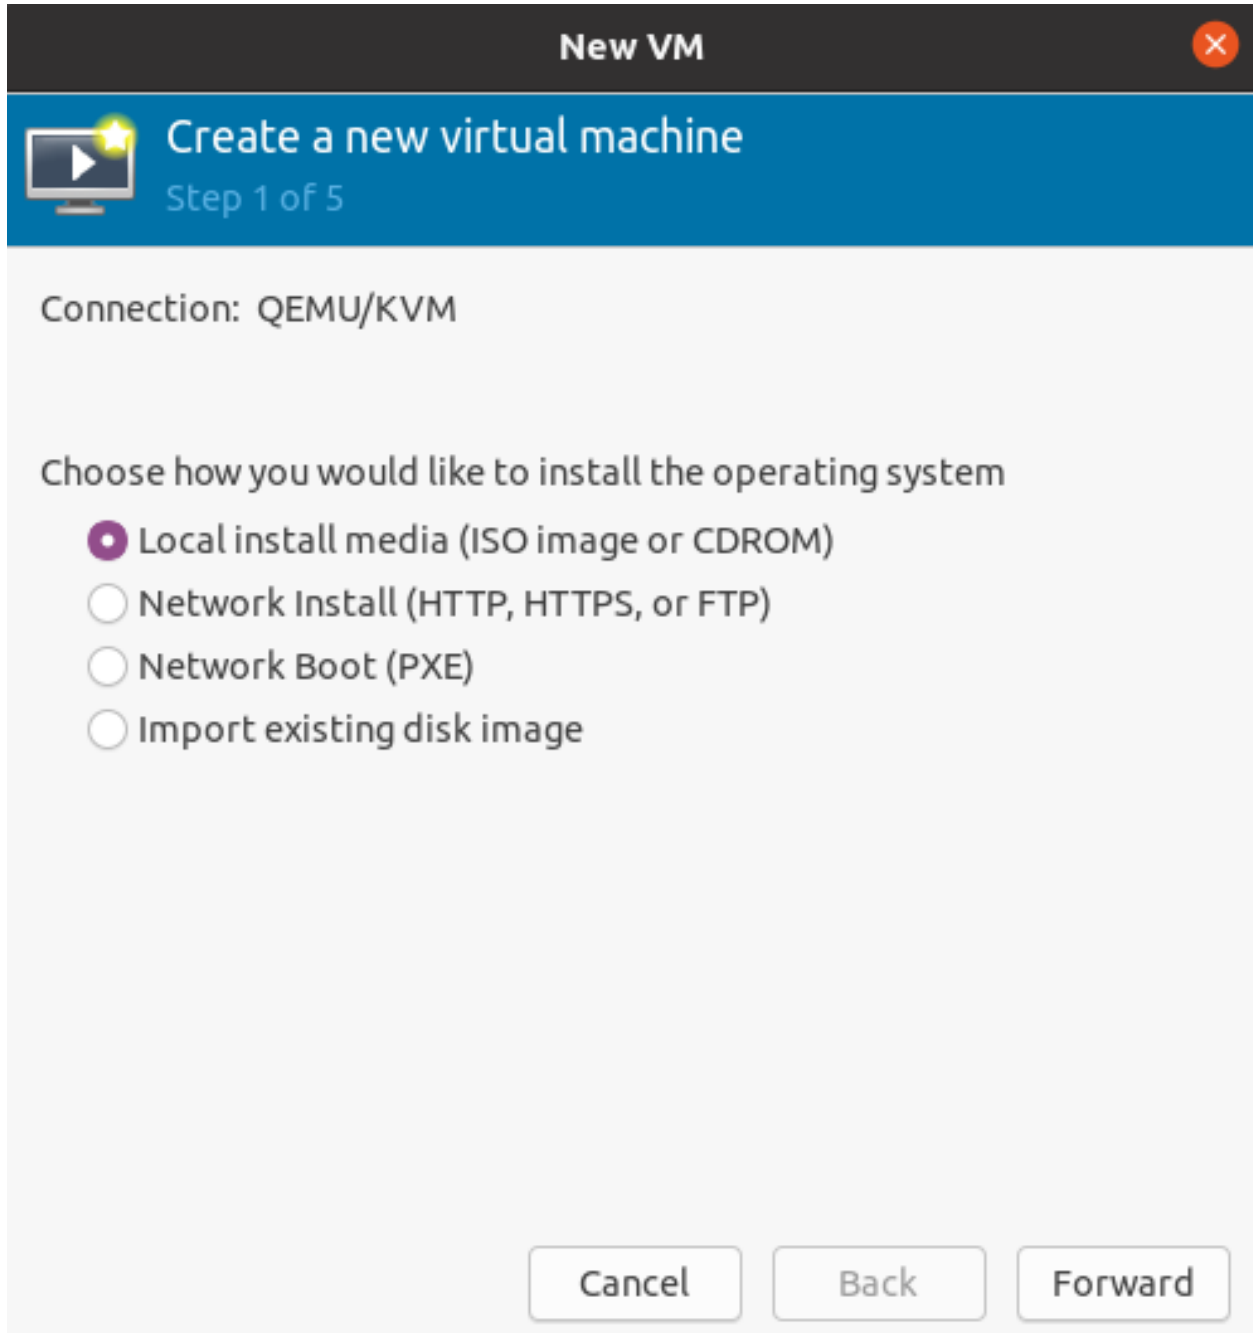 New VM
Create a new virtual machine
Step 1 of 5
Connection: QEMU/KVM
Choose how you would like to install the operating system
Local install media (ISO image or CDROM)
Network Install (HTTP, HTTPS, or FTP)
Network Boot (PXE)
Import existing disk image
Cancel Back Forward